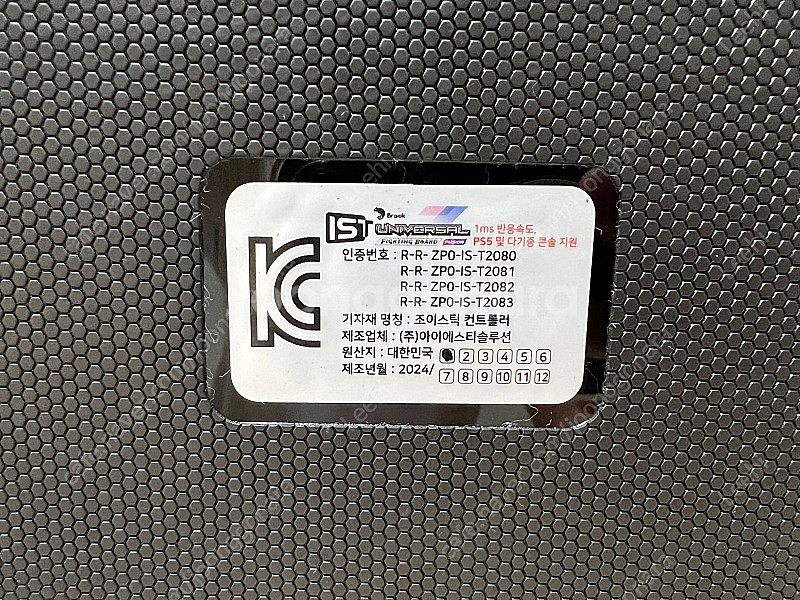 KC
IST Brook UNIVERSAL
FIGHTING BOARD FUSION
1ms 반응속도,
PS5 및 다기종 콘솔 지원
인증번호 : R-R- ZP0-IS-T2080
R-R- ZP0-IS-T2081
R-R- ZP0-IS-T2082
R-R- ZP0-IS-T2083
기자재 명칭 : 조이스틱 컨트롤러
제조업체 : (주)아이에스티솔루션
원산지 : 대한민국
제조년월 : 2024/
2 3 4 5 6
7 8 9 10 11 12